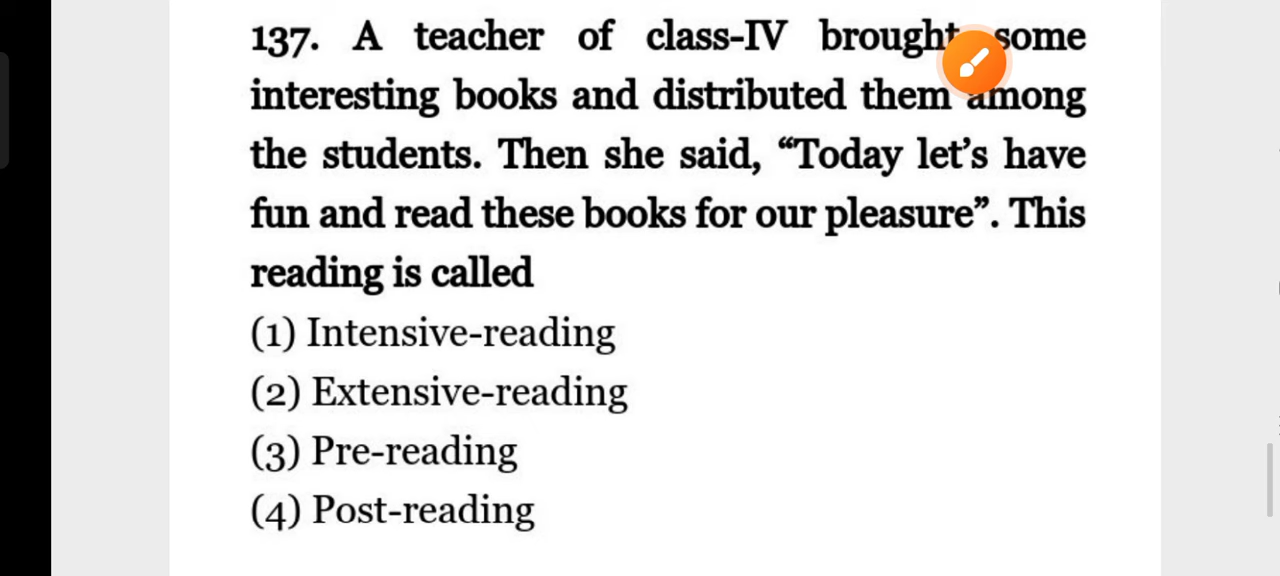 137. A teacher of class-IV brought some
interesting books and distributed them among
the students. Then she said, “Today let’s have
fun and read these books for our pleasure”. This
reading is called
(1) Intensive-reading
(2) Extensive-reading
(3) Pre-reading
(4) Post-reading